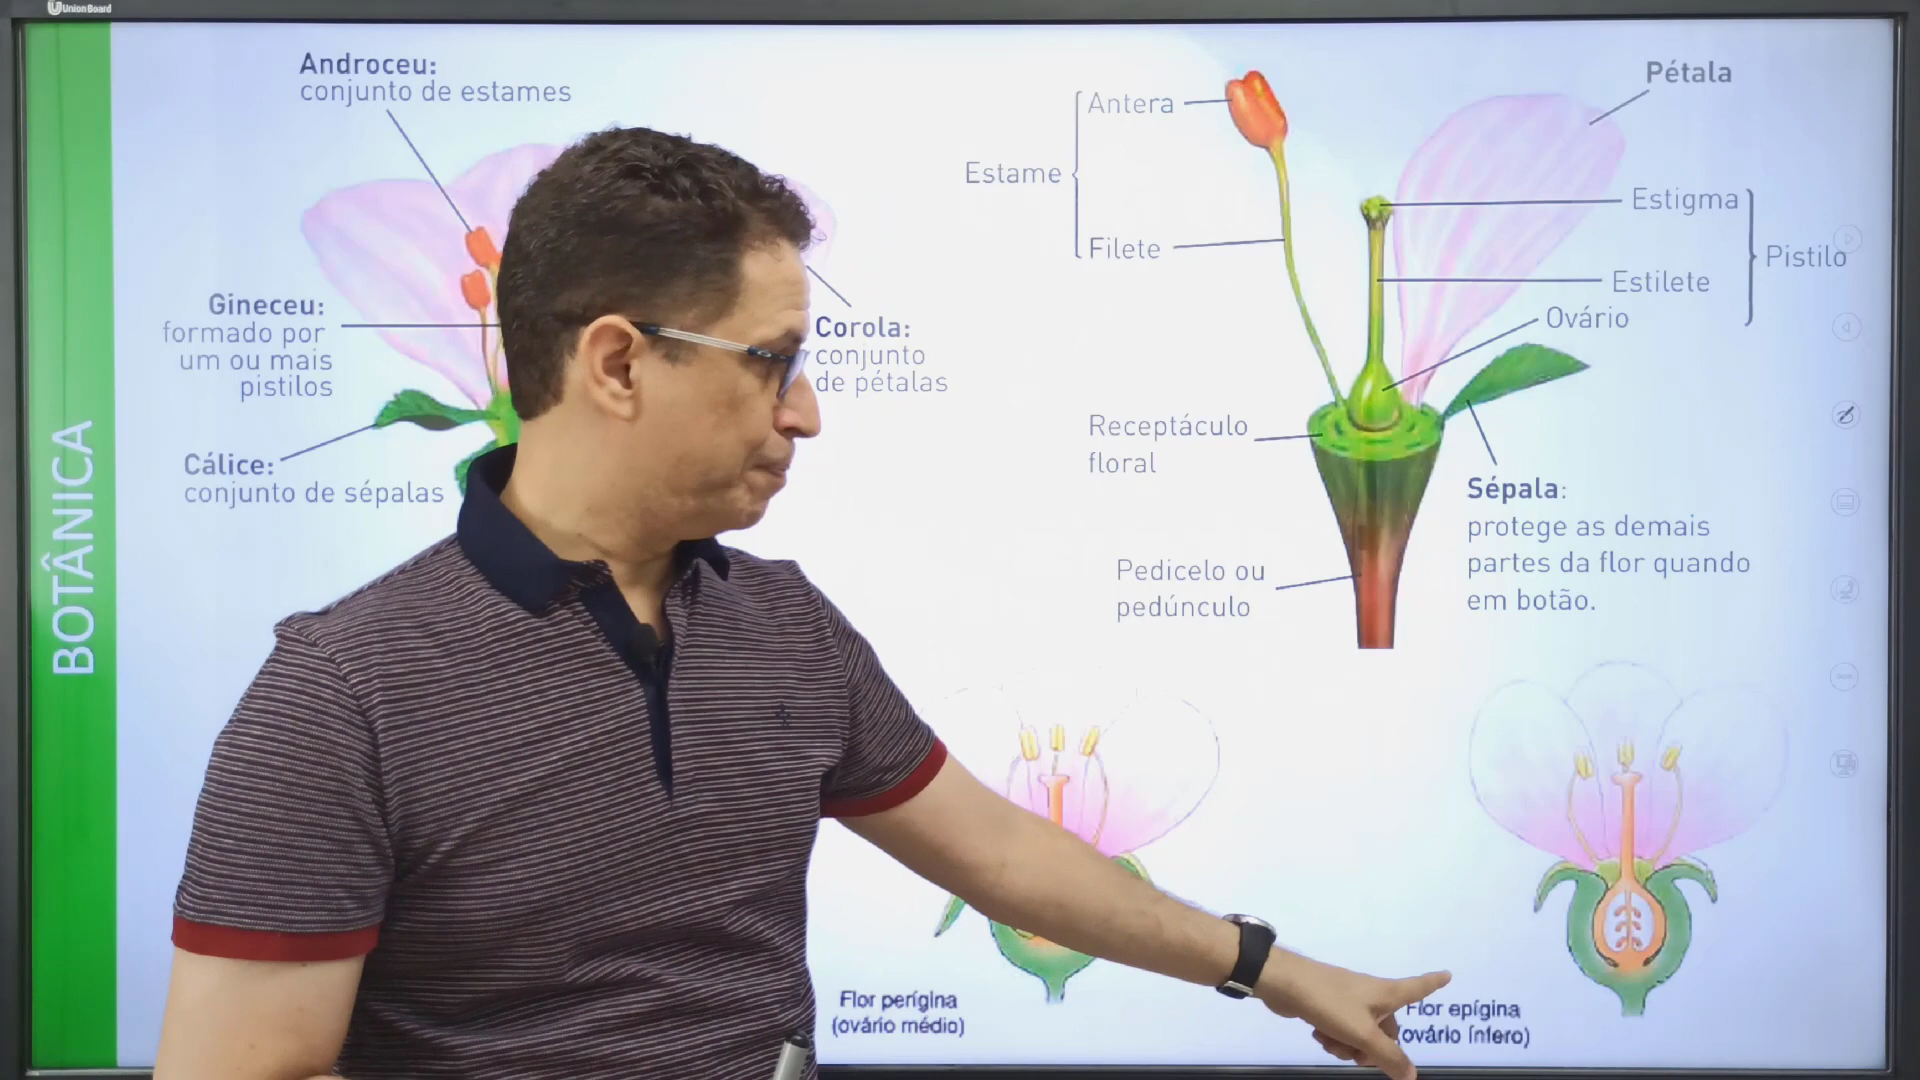 Union Board
BOTÂNICA
Androceu:
conjunto de estames
Gineceu:
formado por
um ou mais
pistilos
Cálice:
conjunto de sépalas
Corola:
conjunto
de pétalas
Estame
Antera
Filete
Pétala
Estigma
Estilete
Ovário
Pistilo
Receptáculo
floral
Pedicelo ou
pedúnculo
Sépala:
protege as demais
partes da flor quando
em botão.
Flor perígina
(ovário médio)
Flor epígina
(ovário ínfero)